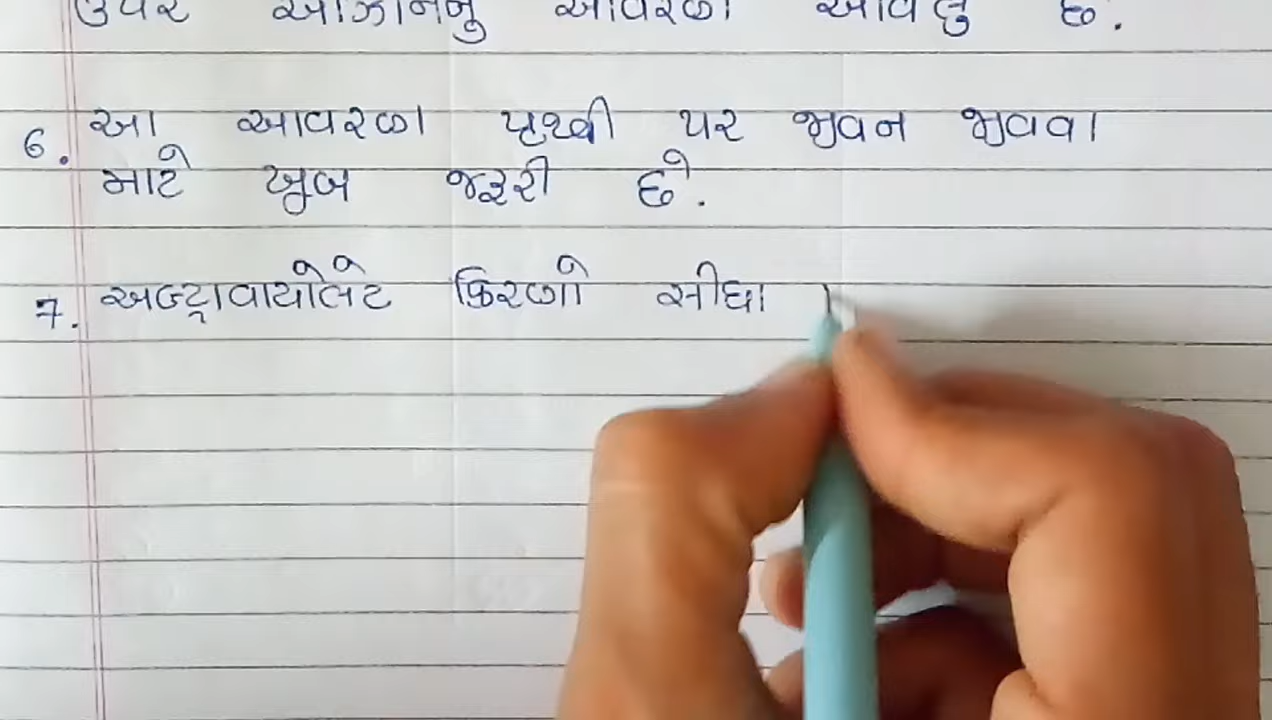 ઉપર ઓઝોનનુ આવરણ આવેલુ છે.
6. આ આવરણ પૃથ્વી પર જીવન જીવવા
માટે ખુબ જરૂરી છે.
7. અલ્ટ્રાવાયોલેટ કિરણો સીધા